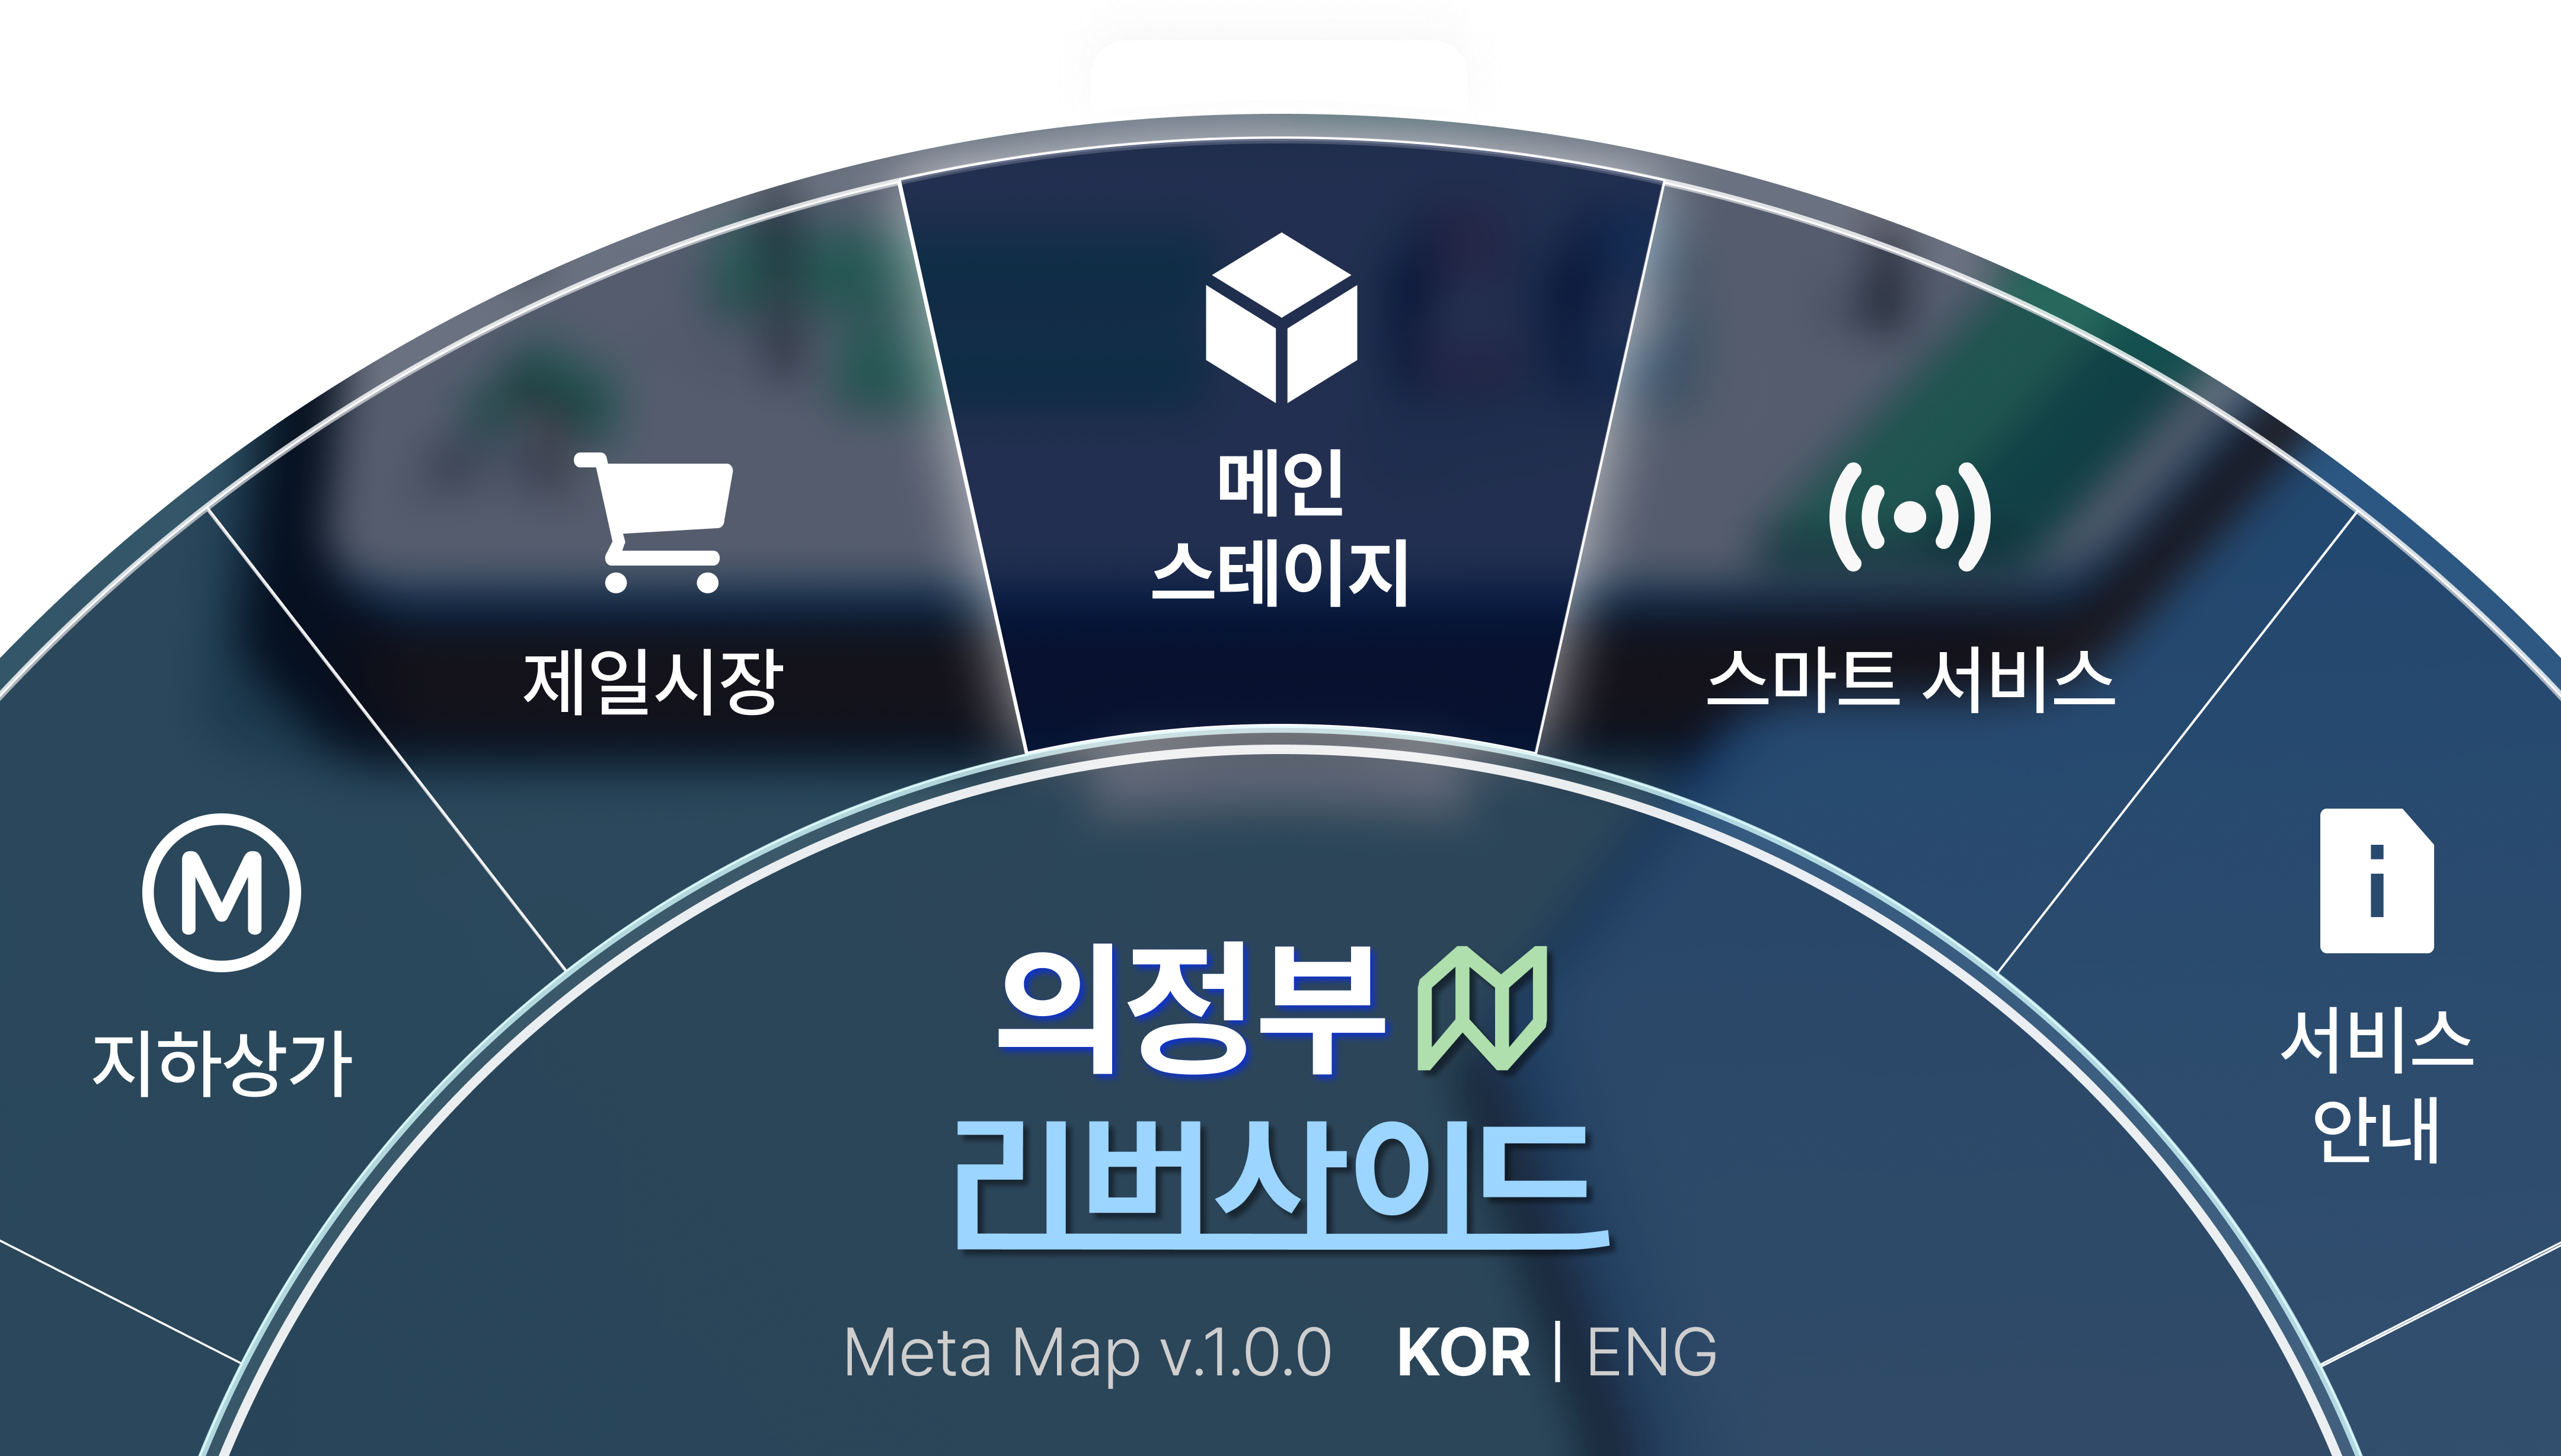 메인
스테이지
제일시장
스마트 서비스
M
지하상가
서비스
안내
의정부
리버사이드
Meta Map v.1.0.0 KOR | ENG